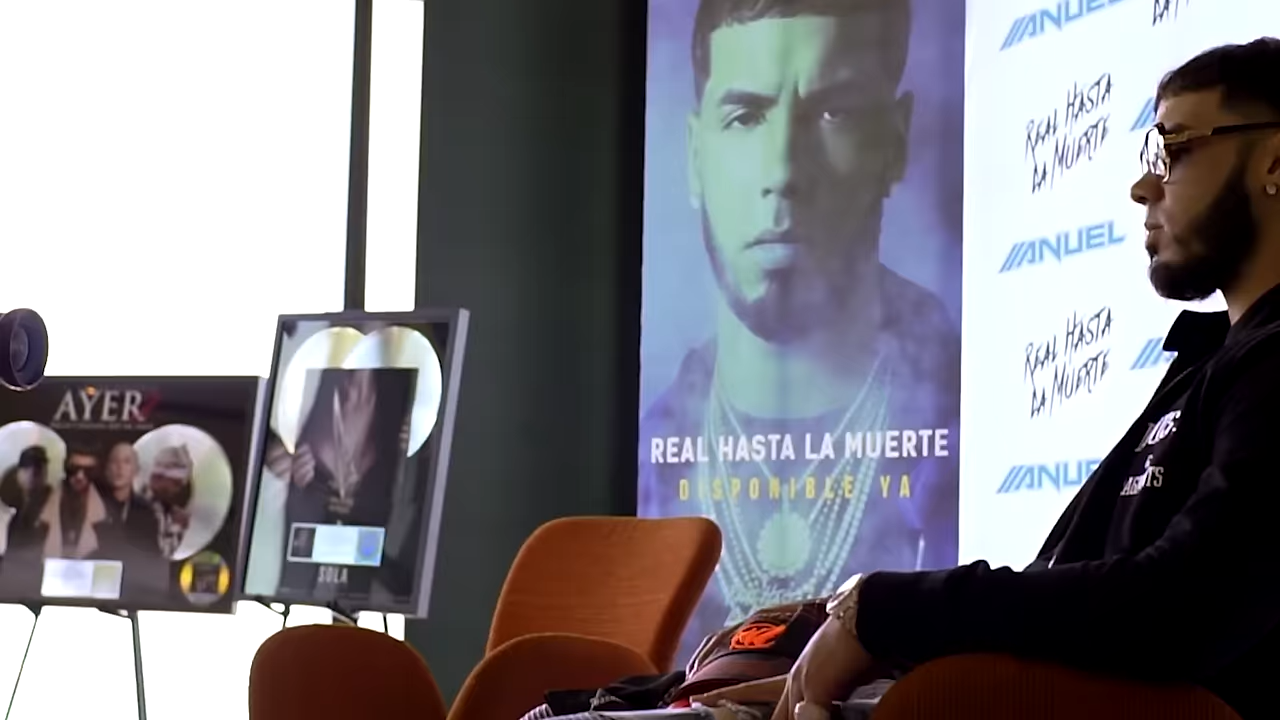 ANUEL
REAL HASTA
LA MUERTE
ANUEL
REAL HASTA
LA MUERTE
ANUEL
REAL HASTA LA MUERTE
DISPONIBLE YA
AYER 2
SOLA